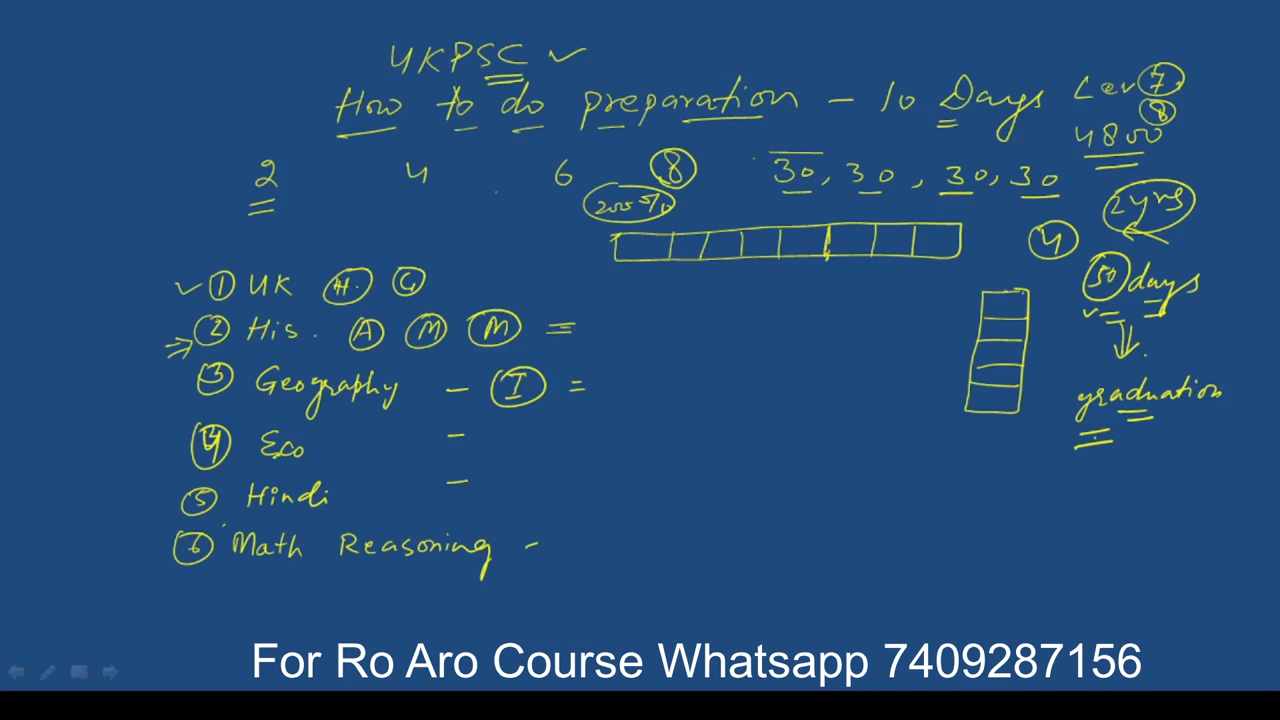 UKPSC ✓
How to do preparation - 10 Days Lev 7
8
4800
2 4 6 8 30, 30, 30, 30
200%
2yrs
4
✓ 1 UK H. G
50 days
⇒ 2 His. A M M =
3 Geography - I =
graduation
4 Eco -
5 Hindi -
6 Math Reasoning -
For Ro Aro Course Whatsapp 7409287156